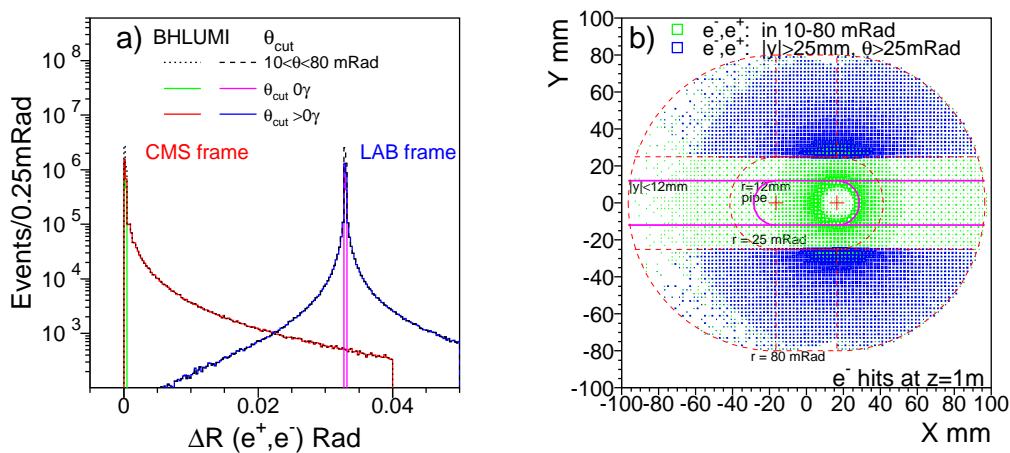 a)
BHLUMI θcut
10<θ<80 mRad
θcut 0γ
θcut >0γ
CMS frame
LAB frame
Events/0.25mRad
10^8
10^7
10^6
10^5
10^4
10^3
0 0.02 0.04
ΔR (e+,e-) Rad
b)
e-,e+: in 10-80 mRad
e-,e+: |y|>25mm, θ>25mRad
Y mm
100
80
60
40
20
0
-20
-40
-60
-80
-100
|y|<12mm
r=12mm
pipe
r = 25 mRad
r = 80 mRad
e- hits at z=1m
-100 -80 -60 -40 -20 0 20 40 60 80 100
X mm